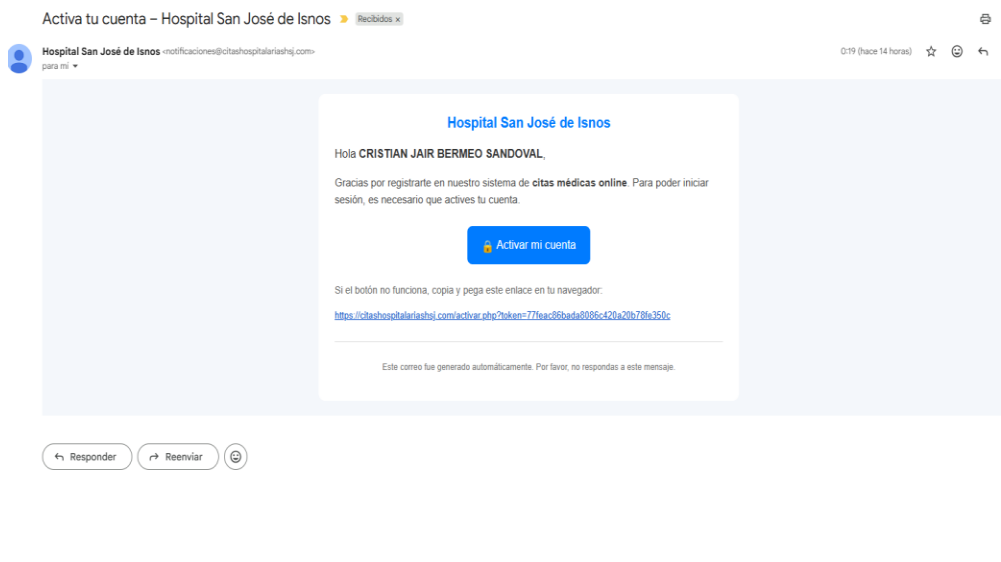 Activa tu cuenta – Hospital San José de Isnos
Recibidos x
Hospital San José de Isnos <notificaciones@citashospitalariashsj.com>
0:19 (hace 14 horas)
para mí
Hospital San José de Isnos
Hola CRISTIAN JAIR BERMEO SANDOVAL,
Gracias por registrarte en nuestro sistema de citas médicas online. Para poder iniciar
sesión, es necesario que actives tu cuenta.
Activar mi cuenta
Si el botón no funciona, copia y pega este enlace en tu navegador:
https://citashospitalariashsj.com/activar.php?token=77feac86bada8086c420a20b78fe350c
Este correo fue generado automáticamente. Por favor, no respondas a este mensaje.
Responder
Reenviar